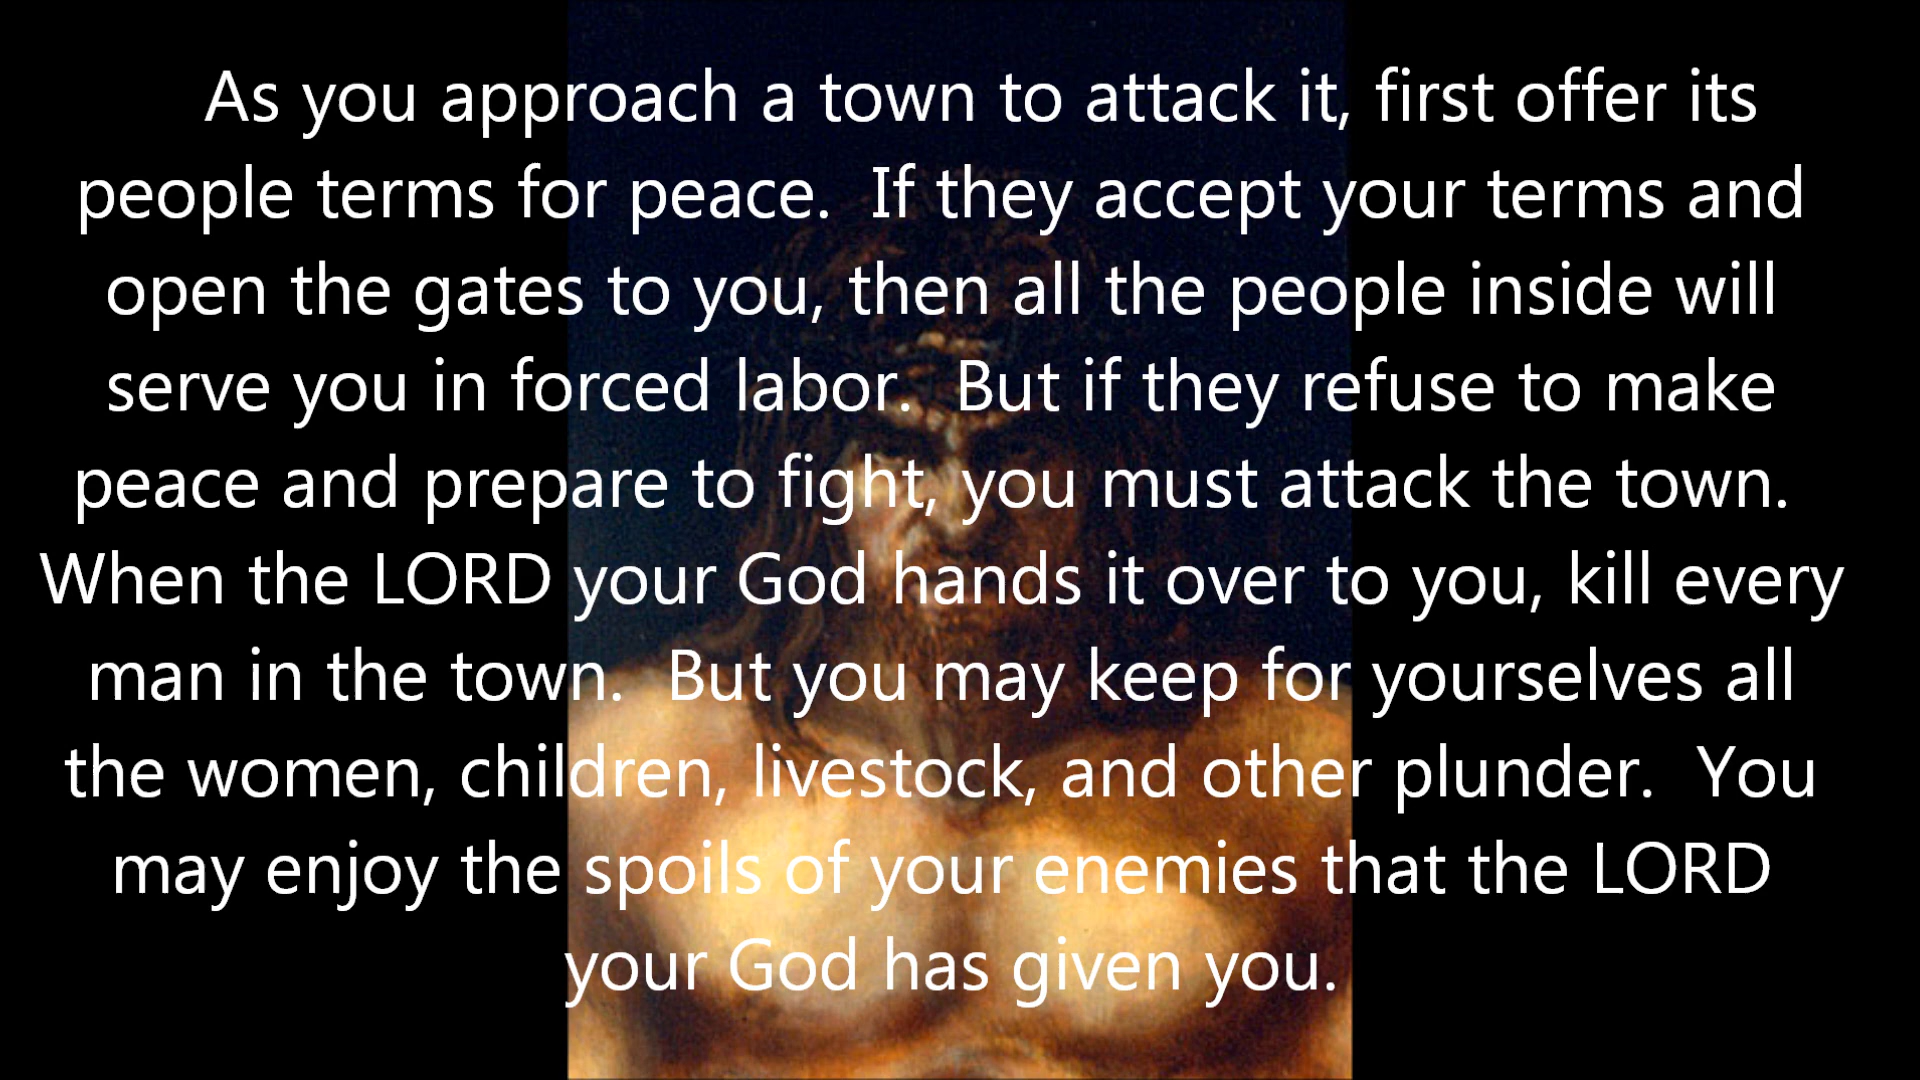 As you approach a town to attack it, first offer its
people terms for peace.  If they accept your terms and
open the gates to you, then all the people inside will
serve you in forced labor.  But if they refuse to make
peace and prepare to fight, you must attack the town.
When the LORD your God hands it over to you, kill every
man in the town.  But you may keep for yourselves all
the women, children, livestock, and other plunder.  You
may enjoy the spoils of your enemies that the LORD
your God has given you.